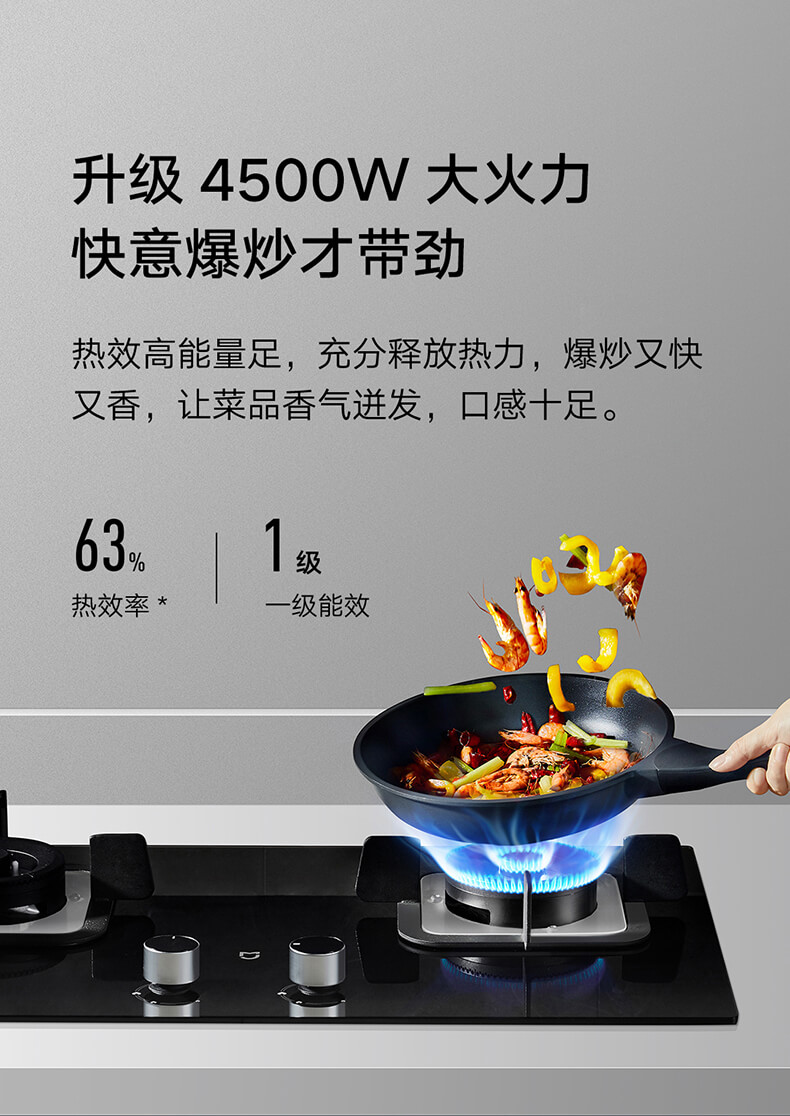 升级 4500W 大火力
快意爆炒才带劲
热效高能量足，充分释放热力，爆炒又快
又香，让菜品香气迸发，口感十足。
63% 1级
热效率* 一级能效